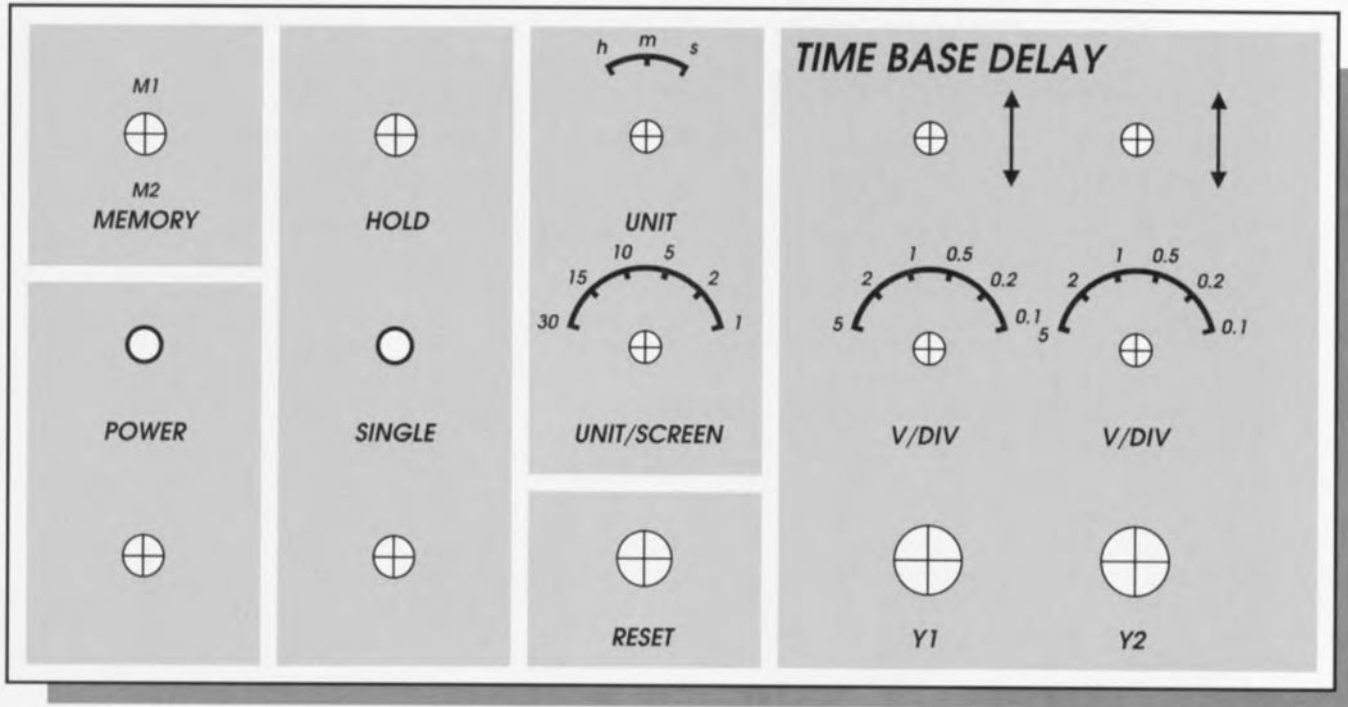 M1
M2
MEMORY
POWER
HOLD
SINGLE
h m s
UNIT
30 15 10 5 2 1
UNIT/SCREEN
RESET
TIME BASE DELAY
5 2 1 0.5 0.2 0.1
5 2 1 0.5 0.2 0.1
V/DIV V/DIV
Y1 Y2